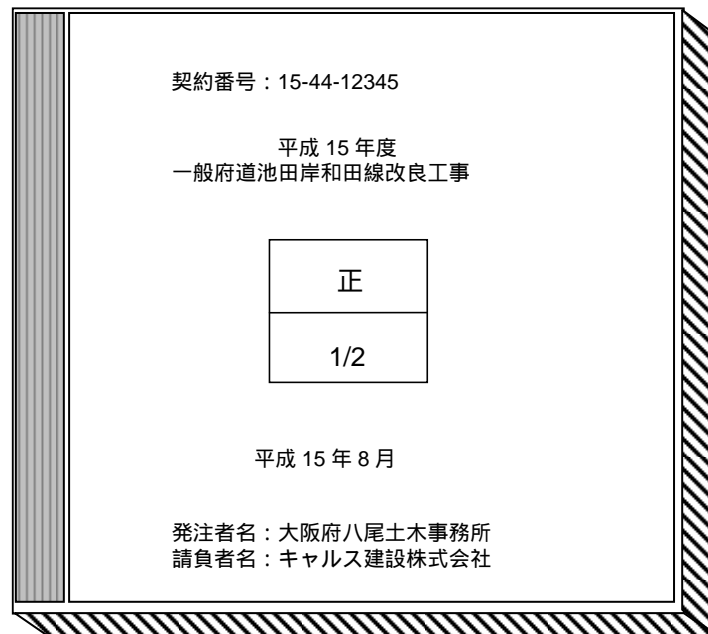 契約番号：15-44-12345
平成 15 年度
一般府道池田岸和田線改良工事
正
1/2
平成 15 年 8 月
発注者名：大阪府八尾土木事務所
請負者名：キャルス建設株式会社